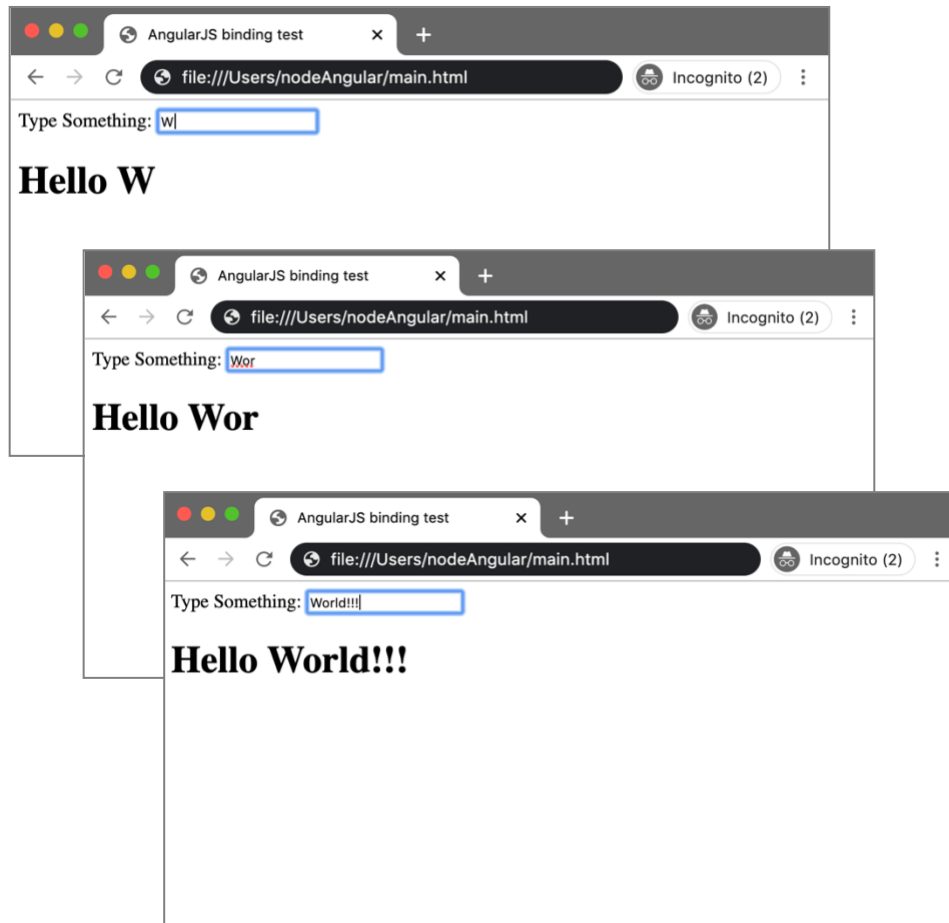 AngularJS binding test
file:///Users/nodeAngular/main.html Incognito (2)
Type Something: W
Hello W
AngularJS binding test
file:///Users/nodeAngular/main.html Incognito (2)
Type Something: Wor
Hello Wor
AngularJS binding test
file:///Users/nodeAngular/main.html Incognito (2)
Type Something: World!!!
Hello World!!!